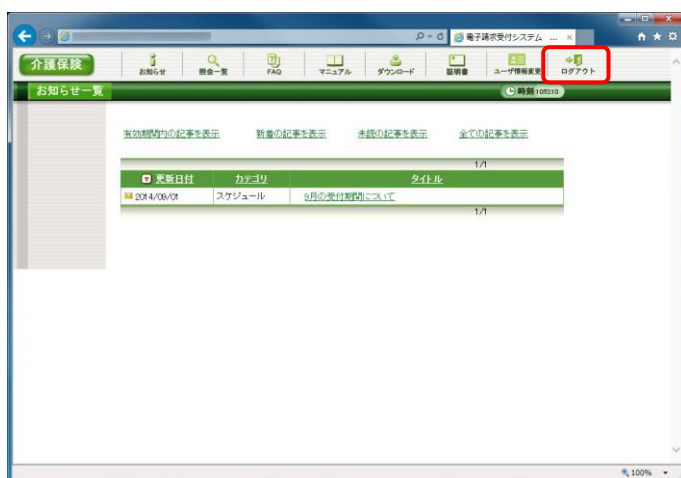 電子請求受付システム ...
介護保険
お知らせ
照会一覧
FAQ
マニュアル
ダウンロード
証明書
ユーザ情報変更
ログアウト
お知らせ一覧
時刻 105210
有効期間内の記事を表示 新着の記事を表示 未読の記事を表示 全ての記事を表示
1/1
更新日付 カテゴリ タイトル
2014/09/01 スケジュール 9月の受付期間について
1/1
100%